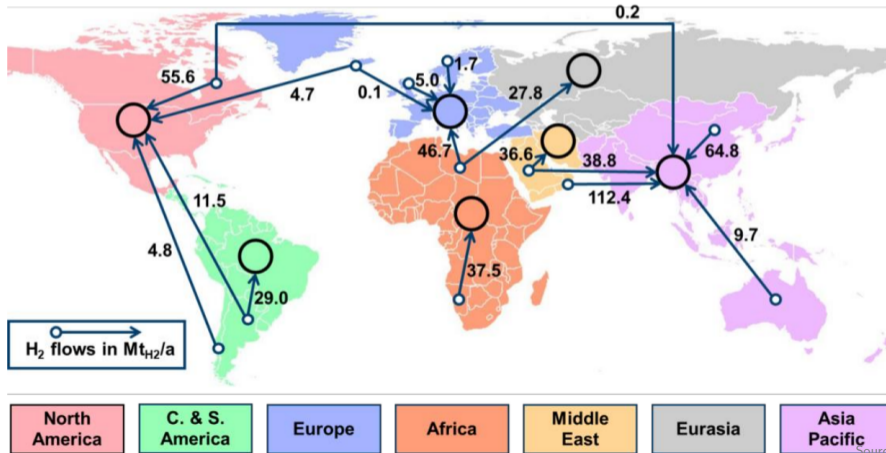 0.2
55.6
4.7
0.1
5.0
1.7
27.8
46.7
36.6
38.8
64.8
112.4
11.5
4.8
9.7
37.5
29.0
H₂ flows in Mt_H2/a
North America
C. & S. America
Europe
Africa
Middle East
Eurasia
Asia Pacific